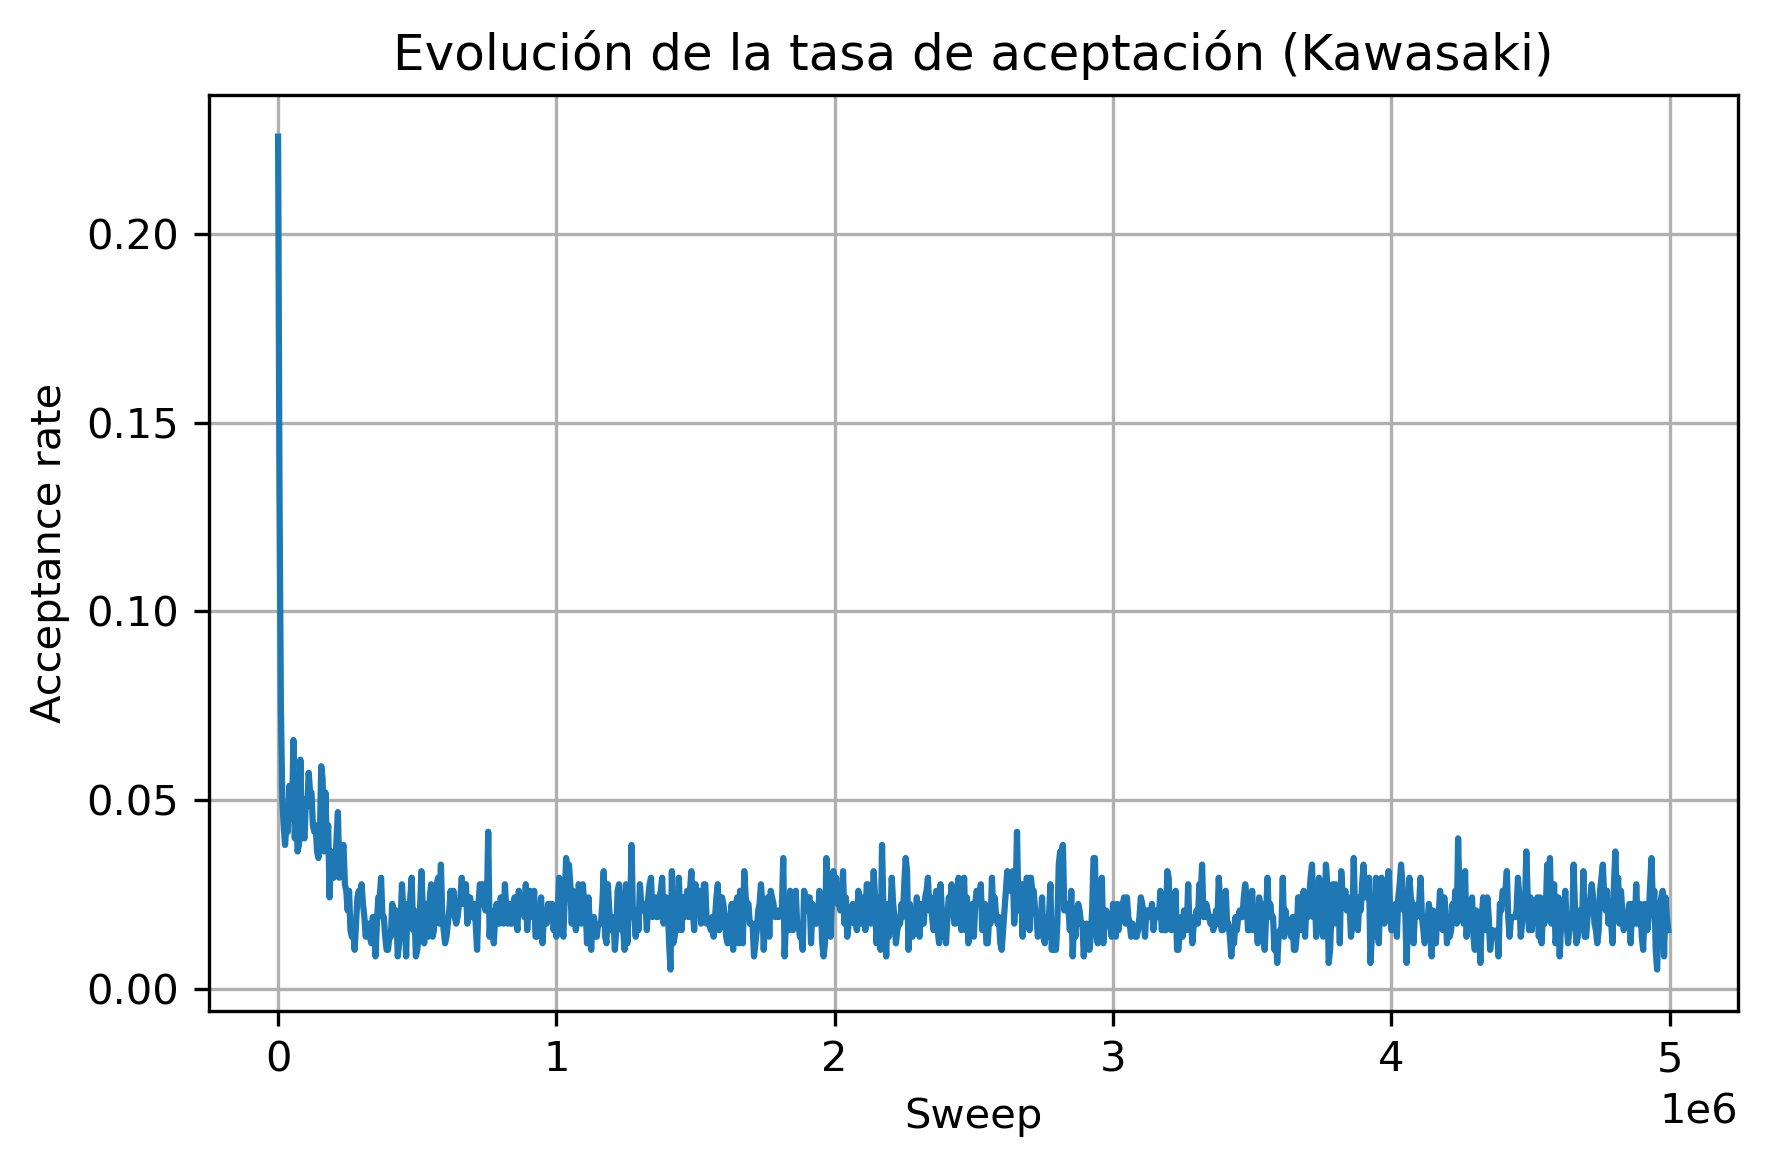 Evolución de la tasa de aceptación (Kawasaki)
Acceptance rate
0.20
0.15
0.10
0.05
0.00
0 1 2 3 4 5
1e6
Sweep